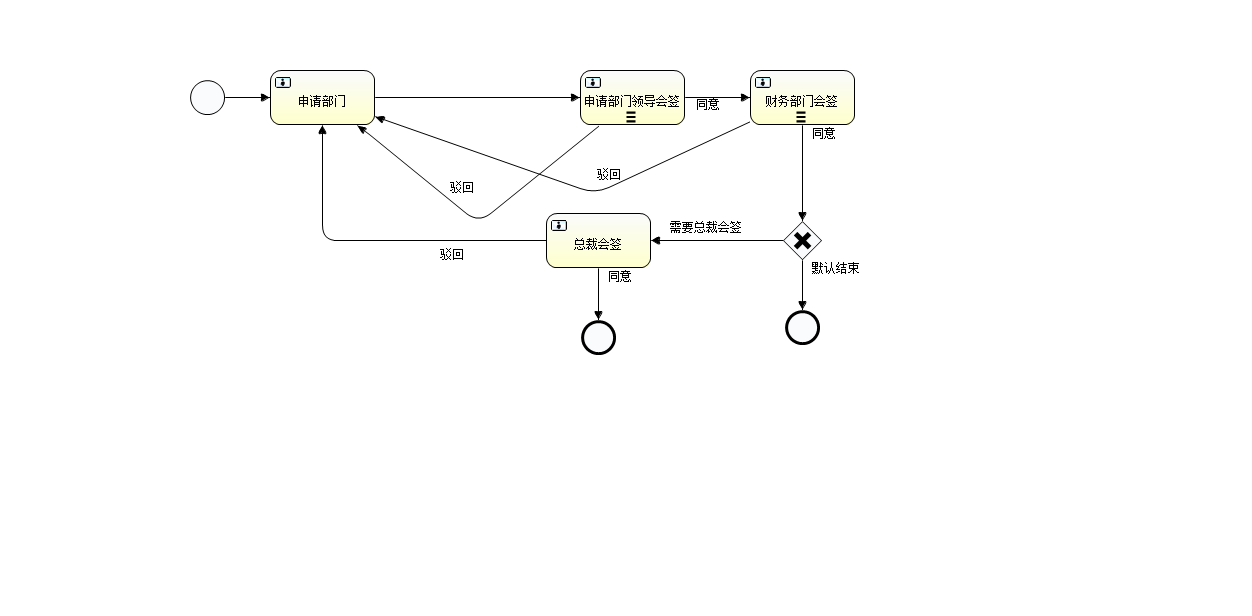 申请部门
申请部门领导会签
同意
财务部门会签
同意
驳回
驳回
总裁会签
需要总裁会签
驳回
同意
默认结束